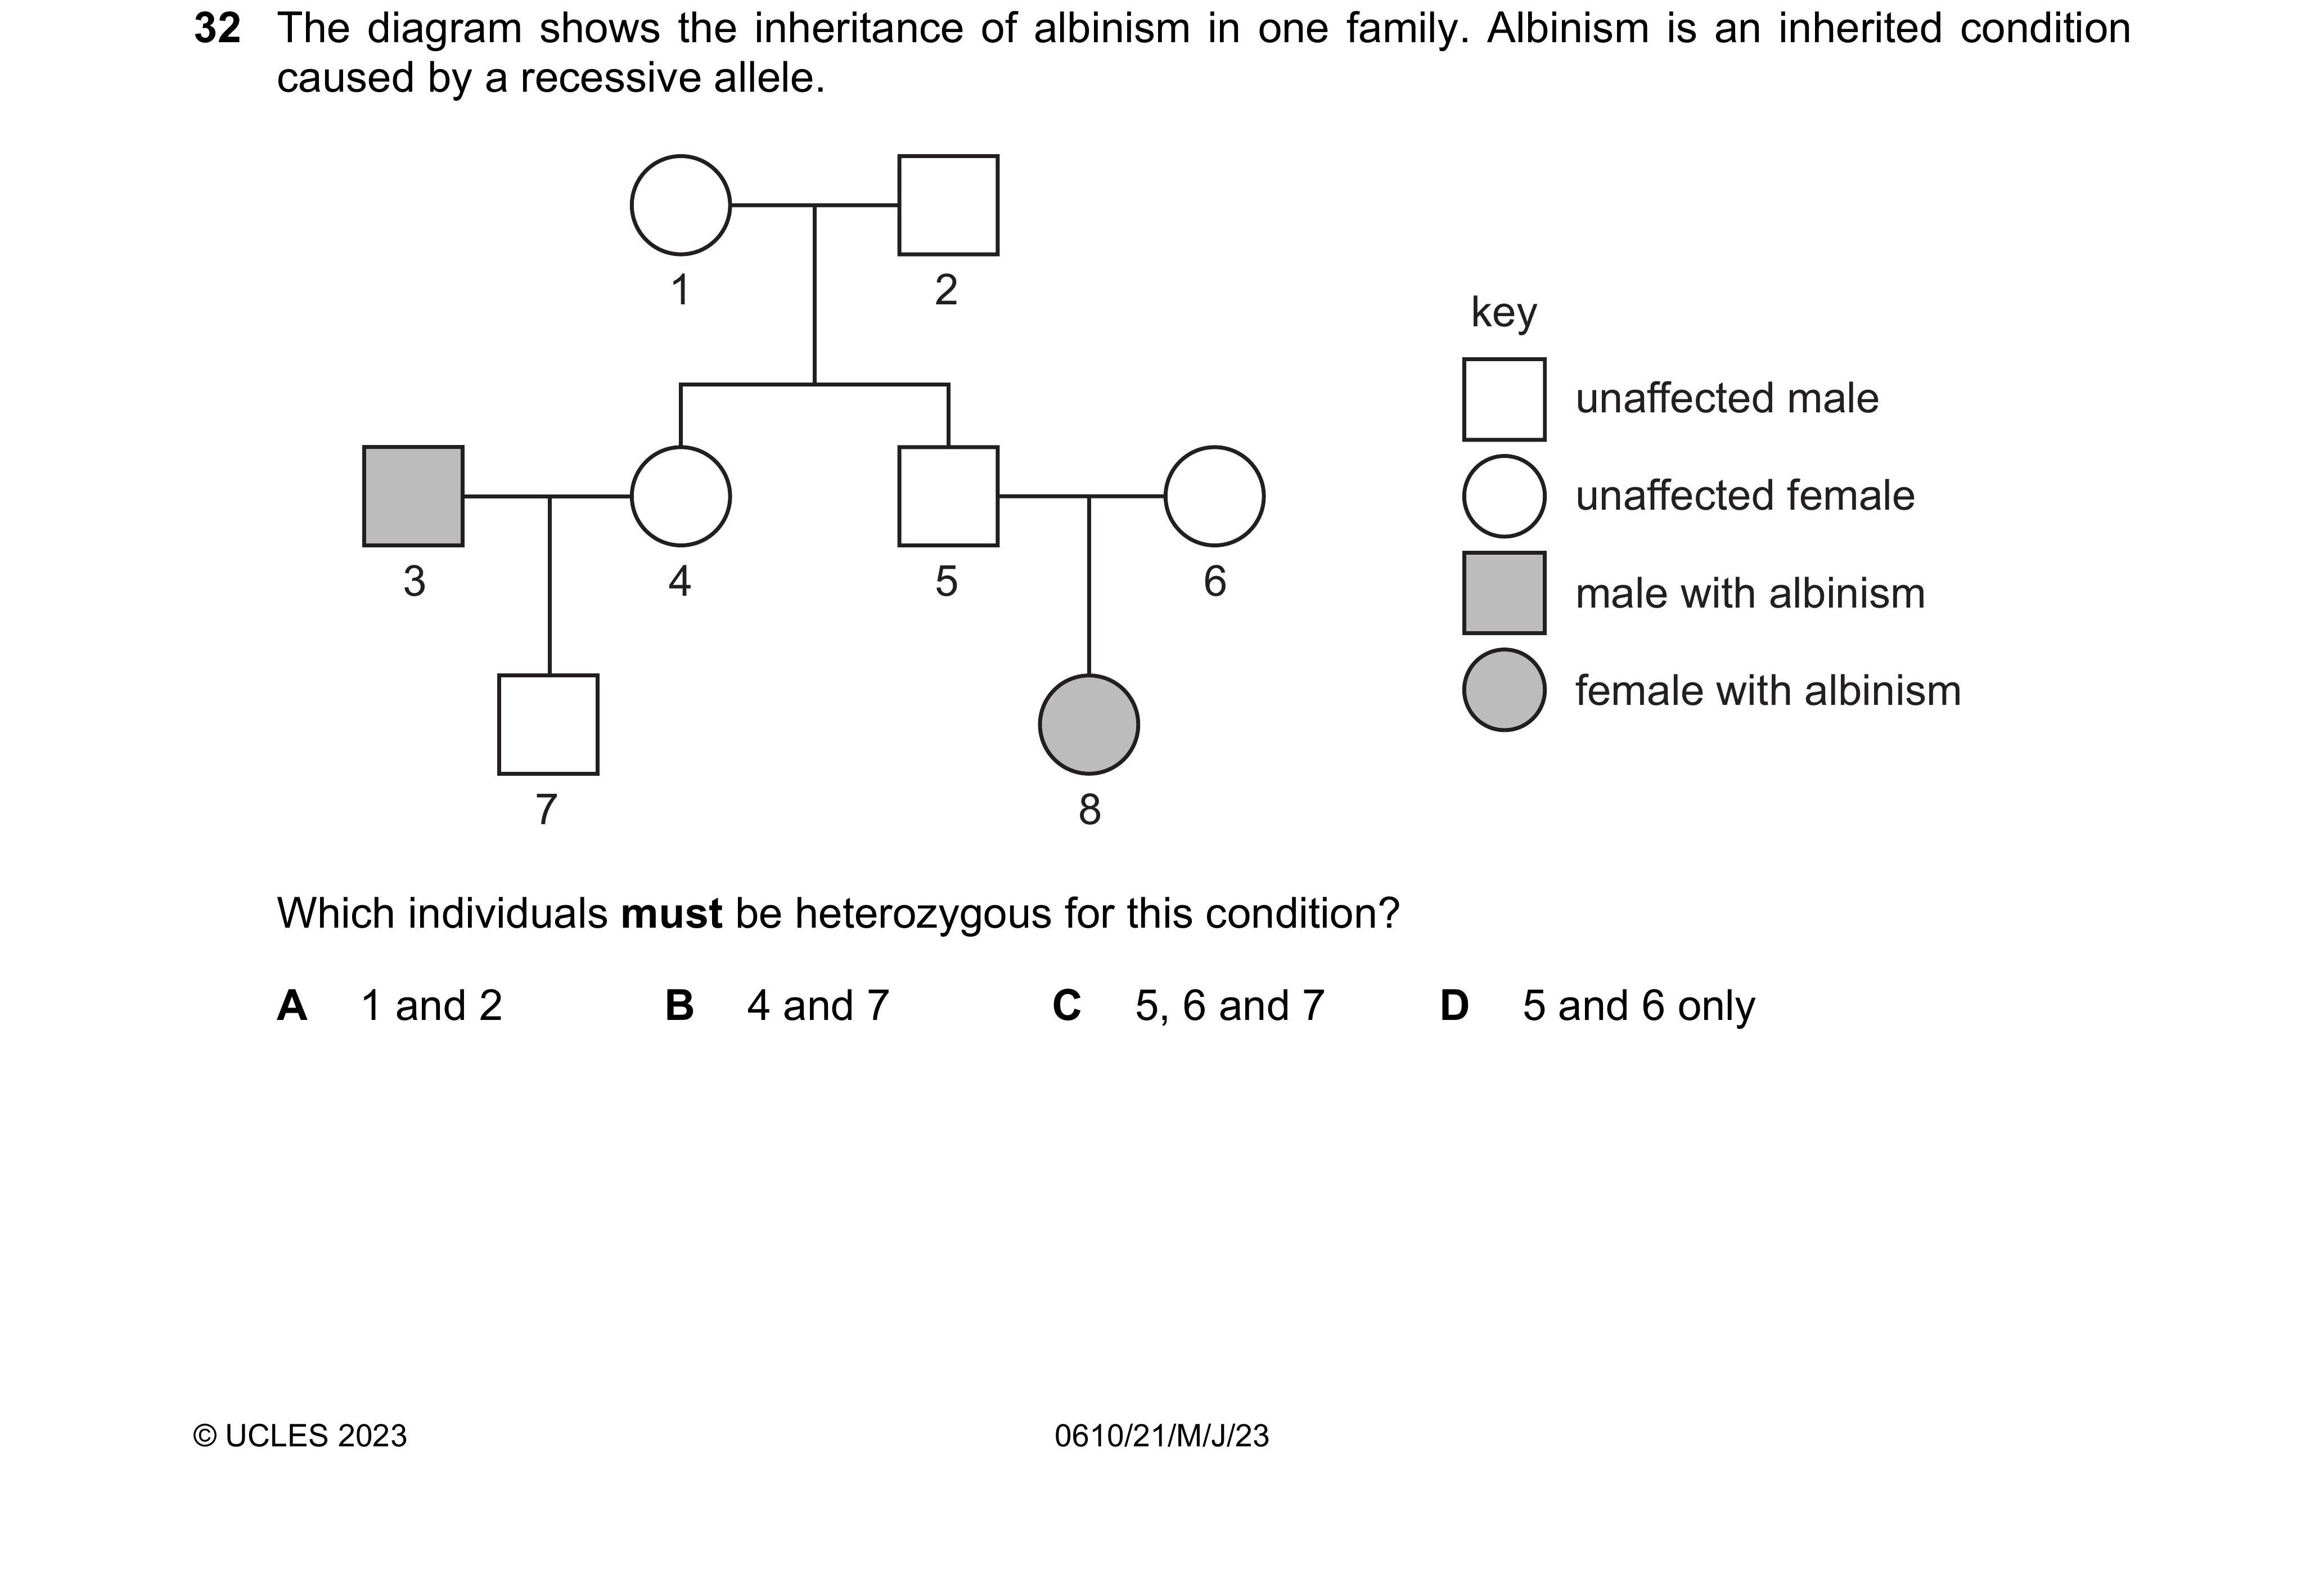 32 The diagram shows the inheritance of albinism in one family. Albinism is an inherited condition
caused by a recessive allele.
1
2
key
unaffected male
unaffected female
male with albinism
female with albinism
3
4
5
6
7
8
Which individuals must be heterozygous for this condition?
A 1 and 2 B 4 and 7 C 5, 6 and 7 D 5 and 6 only
© UCLES 2023 0610/21/M/J/23